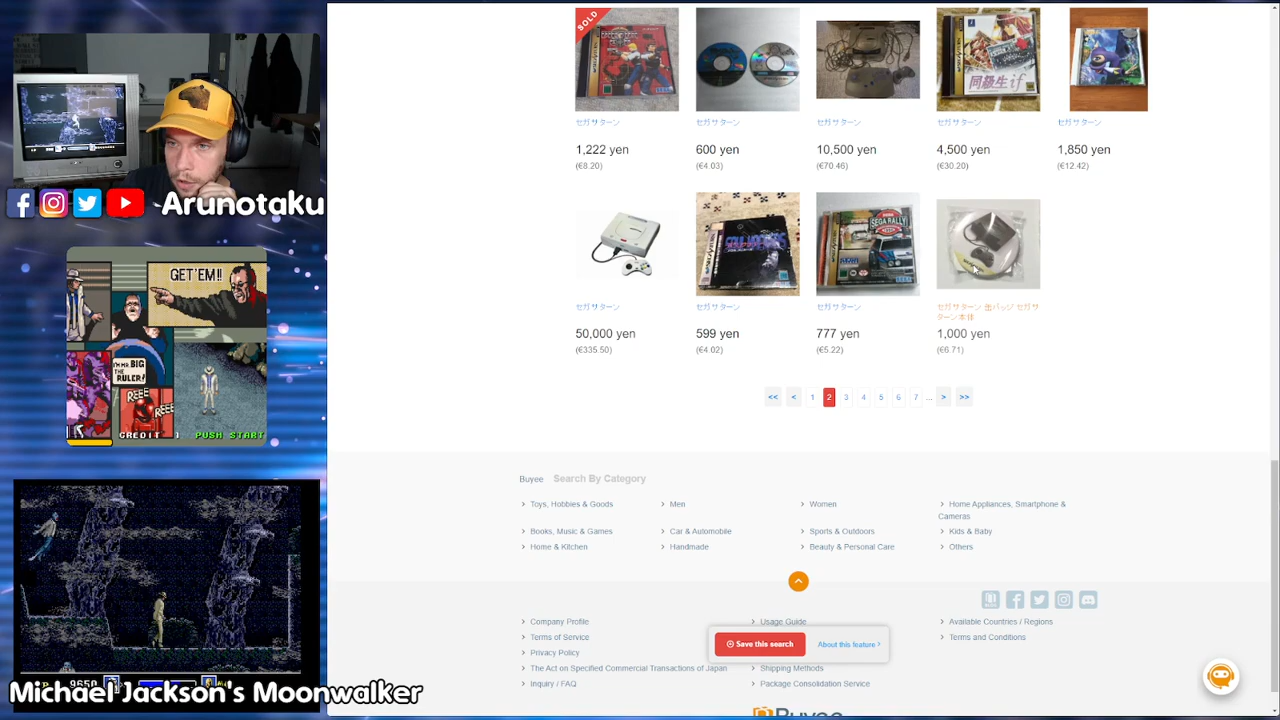 SOLD
セガサターン
セガサターン
セガサターン
セガサターン
セガサターン
1,222 yen
600 yen
10,500 yen
4,500 yen
1,850 yen
(€8.20)
(€4.03)
(€70.46)
(€30.20)
(€12.42)
同級生if
SEGA RALLY
セガサターン
セガサターン
セガサターン
セガサターン 缶バッジ セガサ
ターン本体
50,000 yen
599 yen
777 yen
1,000 yen
(€335.50)
(€4.02)
(€5.22)
(€6.71)
<< < 1 2 3 4 5 6 7 ... > >>
Buyee Search By Category
Toys, Hobbies & Goods
Men
Women
Home Appliances, Smartphone &
Cameras
Books, Music & Games
Car & Automobile
Sports & Outdoors
Kids & Baby
Home & Kitchen
Handmade
Beauty & Personal Care
Others
Company Profile
Usage Guide
Available Countries / Regions
Terms of Service
Terms and Conditions
Save this search
About this feature >
Privacy Policy
The Act on Specified Commercial Transactions of Japan
Shipping Methods
Inquiry / FAQ
Package Consolidation Service
Buyee
Arunotaku
GET'EM!!
I'M MR. BIG
THE
RULER!
REEE
REEE
CREDIT 1 PUSH START
Michael Jackson's Moonwalker